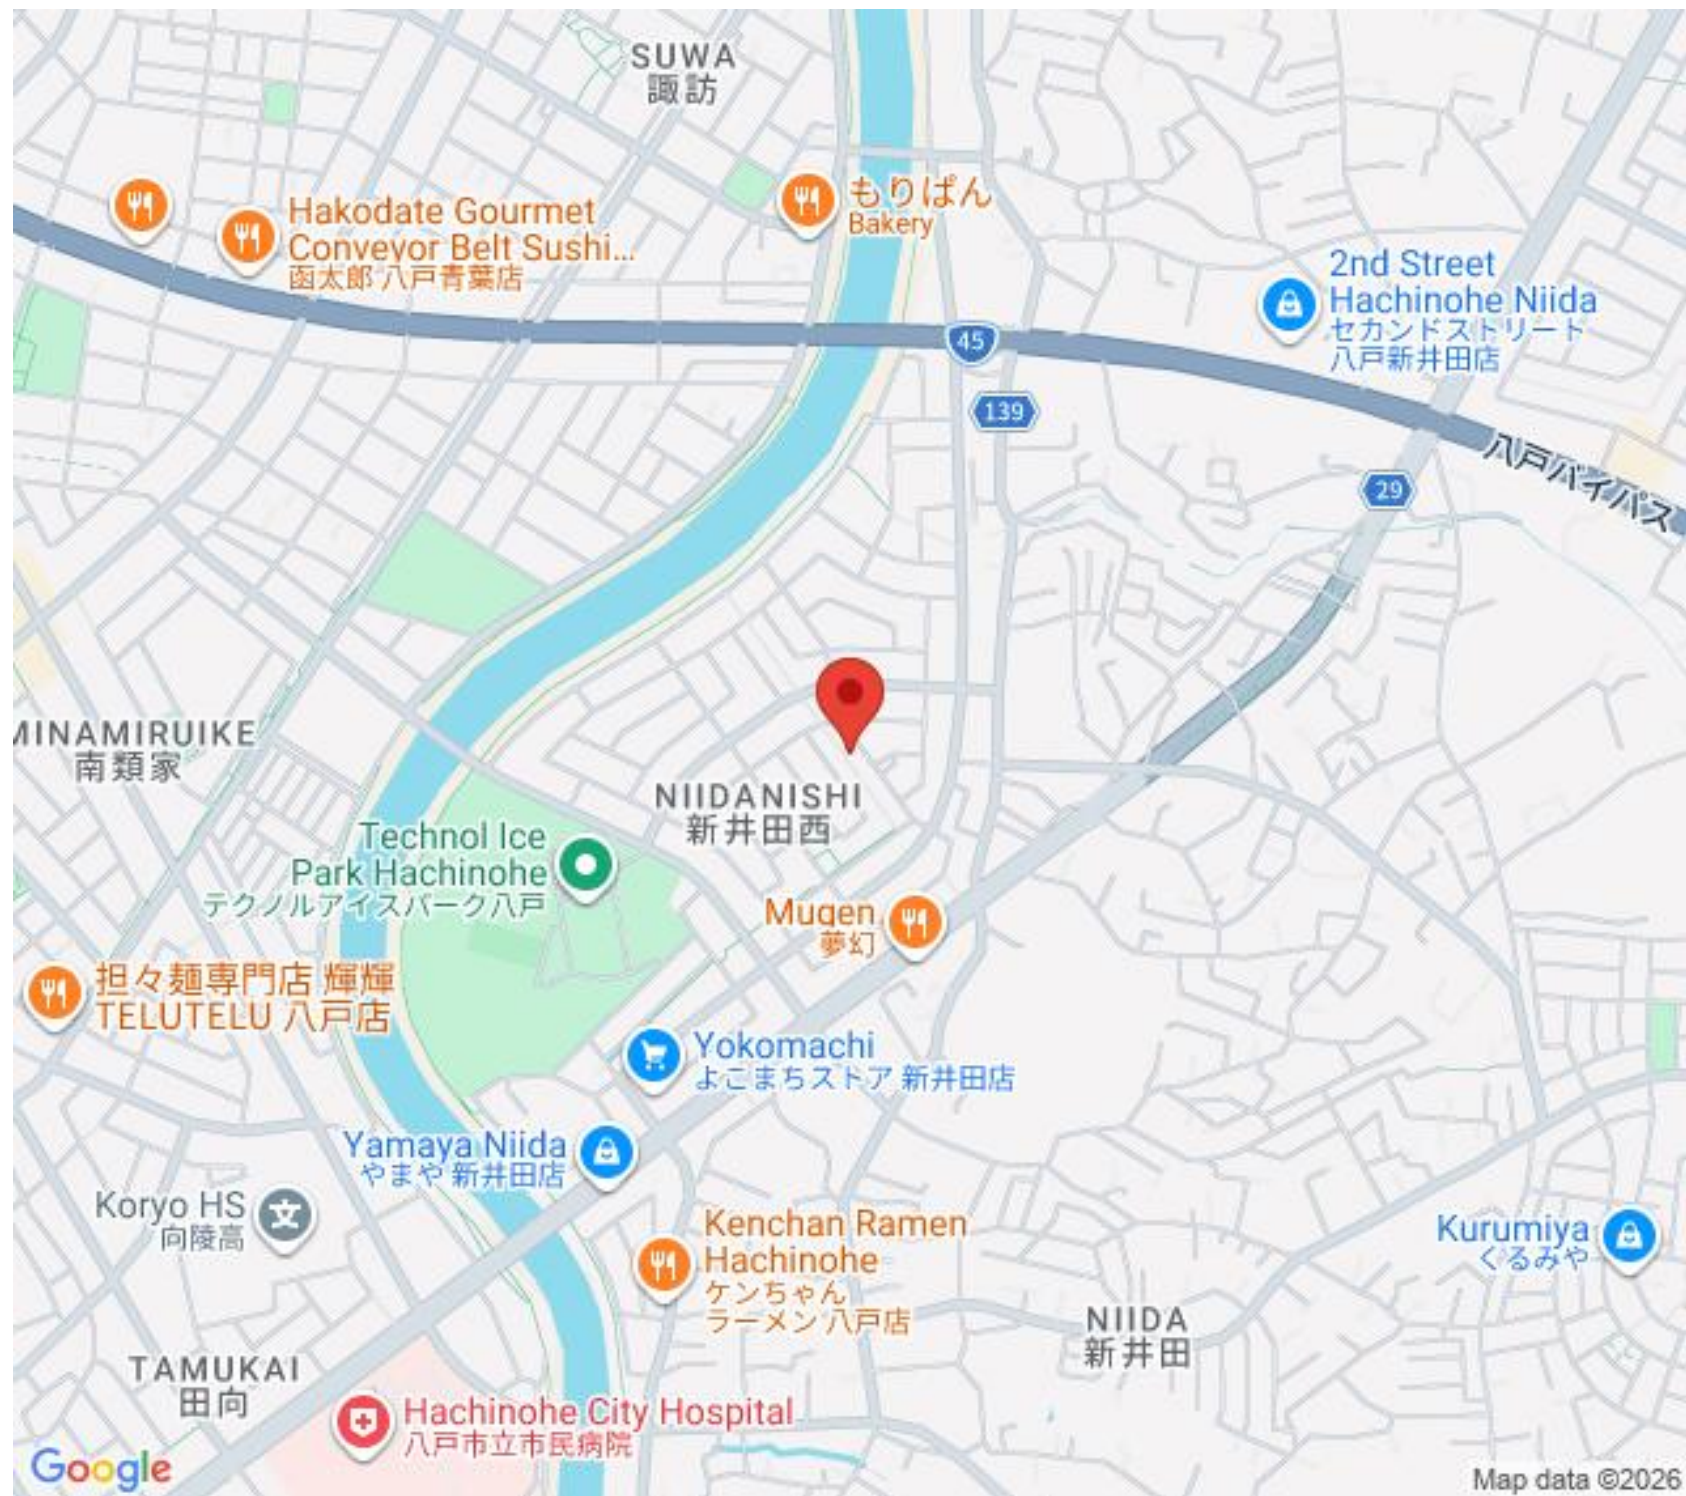 SUWA
諏訪
もりぱん
Bakery
Hakodate Gourmet
Conveyor Belt Sushi...
函太郎 八戸青葉店
2nd Street
Hachinohe Niida
セカンドストリート
八戸新井田店
45
139
八戸バイパス
29
MINAMIRUIKE
南類家
NIIDANISHI
新井田西
Technol Ice
Park Hachinohe
テクノルアイスパーク八戸
Mugen
夢幻
担々麺専門店 輝輝
TELUTELU 八戸店
Yokomachi
よこまちストア 新井田店
Yamaya Niida
やまや 新井田店
Koryo HS
向陵高
文
Kenchan Ramen
Hachinohe
ケンちゃん
ラーメン 八戸店
Kurumiya
くるみや
NIIDA
新井田
TAMUKAI
田向
Hachinohe City Hospital
八戸市立市民病院
Google
Map data ©2026